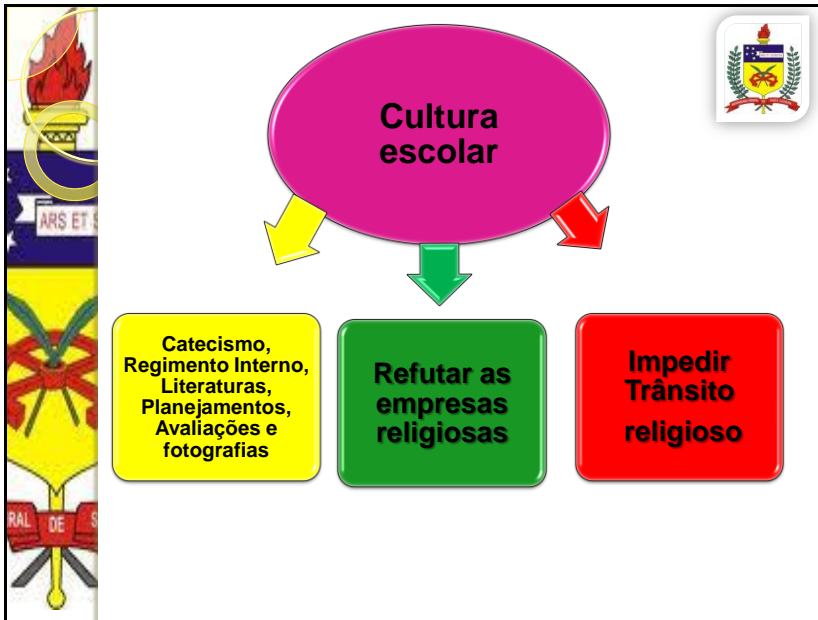 Cultura
escolar
ARS ET S
Catecismo,
Regimento Interno,
Literaturas,
Planejamentos,
Avaliações e
fotografias
Refutar as
empresas
religiosas
Impedir
Trânsito
religioso
RAL DE S